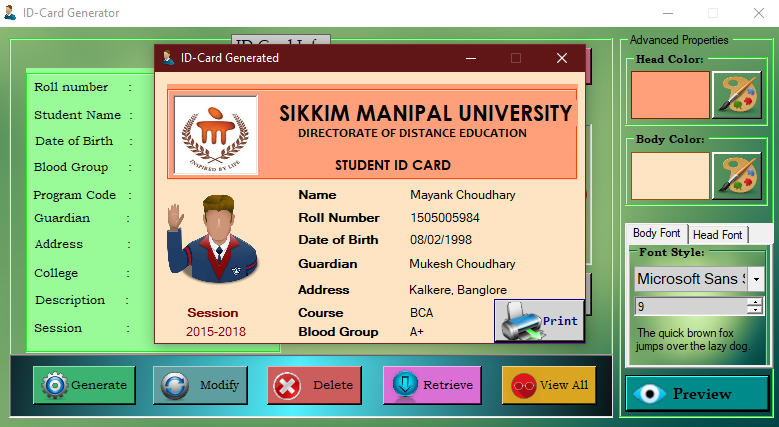 ID-Card Generator
ID-Card Generated
Roll number :
Student Name :
Date of Birth :
Blood Group :
Program Code :
Guardian :
Address :
College :
Description :
Session :
INSPIRED BY LIFE
SIKKIM MANIPAL UNIVERSITY
DIRECTORATE OF DISTANCE EDUCATION
STUDENT ID CARD
Name Mayank Choudhary
Roll Number 1505005984
Date of Birth 08/02/1998
Guardian Mukesh Choudhary
Address Kalkere, Banglore
Course BCA
Blood Group A+
Session
2015-2018
Print
Generate
Modify
Delete
Retrieve
View All
Advanced Properties
Head Color:
Body Color:
Body Font Head Font
Font Style:
Microsoft Sans
9
The quick brown fox
jumps over the lazy dog.
Preview